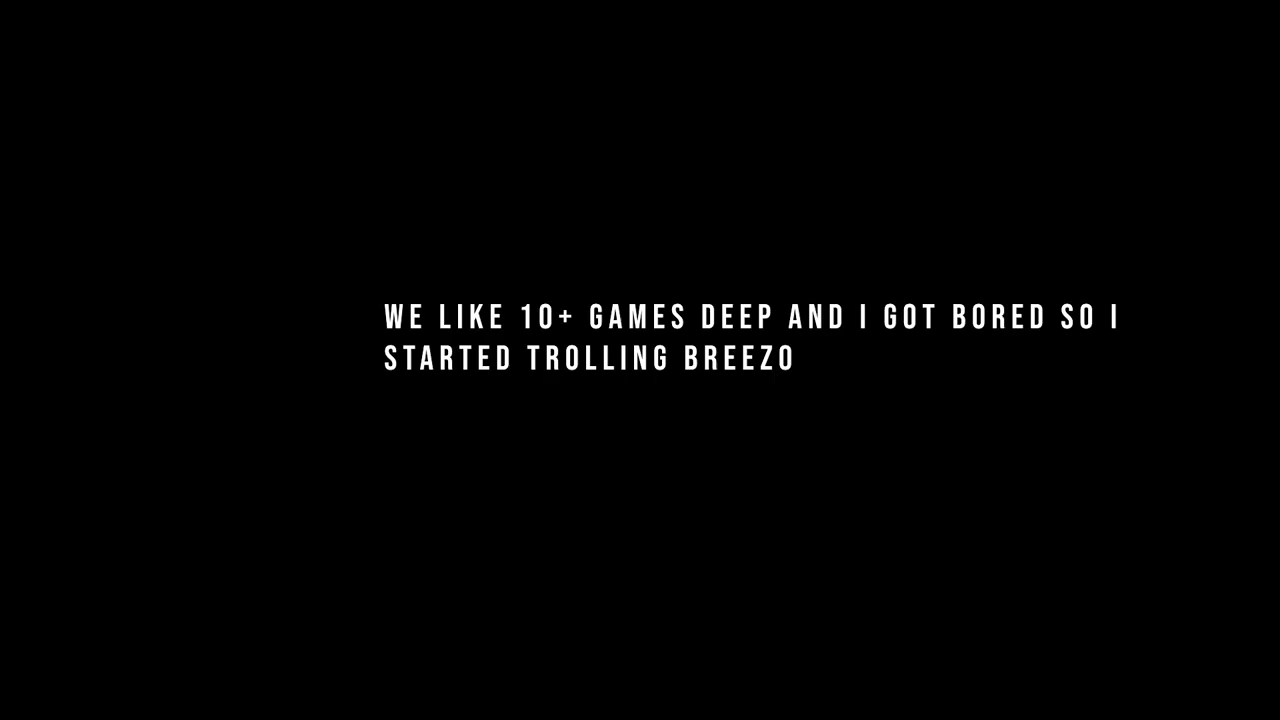 WE LIKE 10+ GAMES DEEP AND I GOT BORED SO I
STARTED TROLLING BREEZO